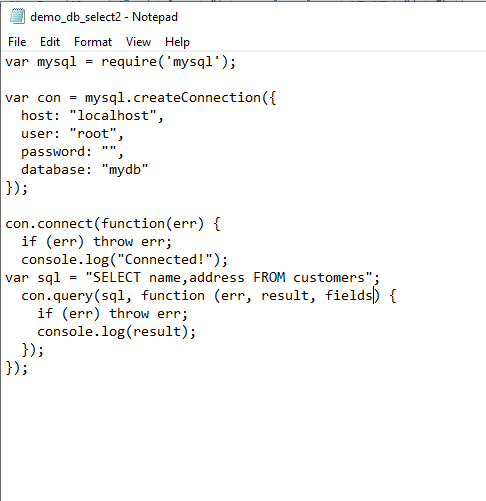 demo_db_select2 - Notepad
File Edit Format View Help
var mysql = require('mysql');
var con = mysql.createConnection({
  host: "localhost",
  user: "root",
  password: "",
  database: "mydb"
});
con.connect(function(err) {
  if (err) throw err;
  console.log("Connected!");
var sql = "SELECT name,address FROM customers";
  con.query(sql, function (err, result, fields) {
    if (err) throw err;
    console.log(result);
  });
});